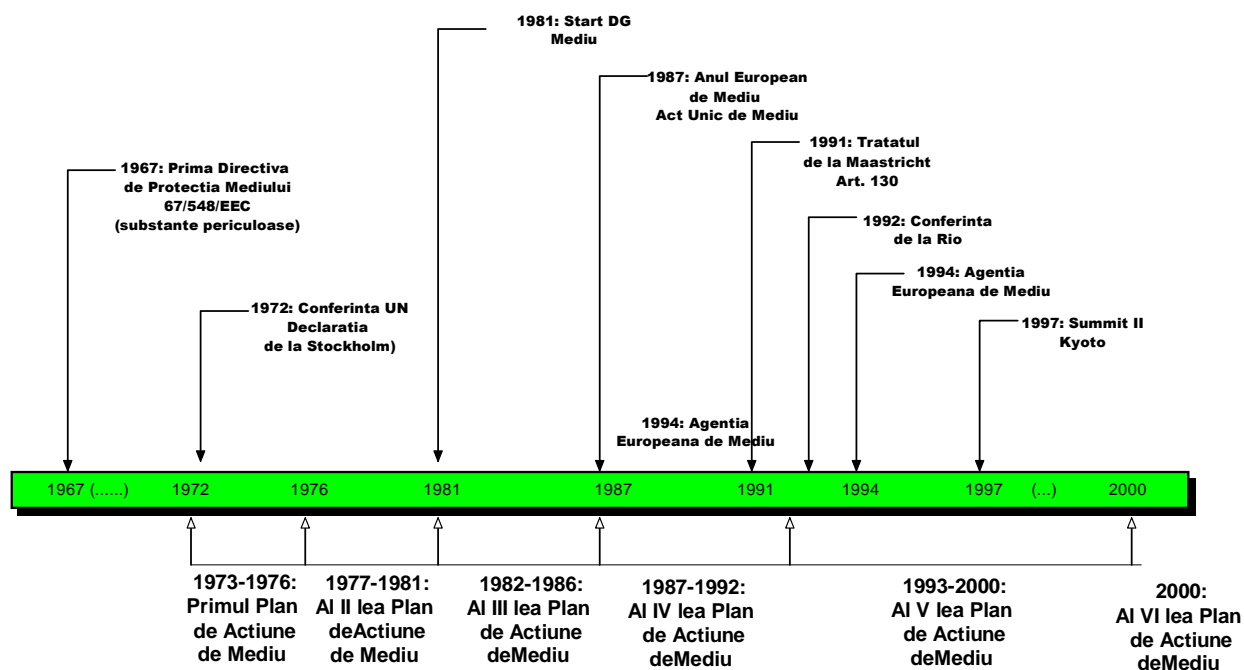 1981: Start DG
Mediu
1987: Anul European
de Mediu
Act Unic de Mediu
1991: Tratatul
de la Maastricht
Art. 130
1967: Prima Directiva
de Protectia Mediului
67/548/EEC
(substante periculoase)
1992: Conferinta
de la Rio
1994: Agentia
Europeana de Mediu
1972: Conferinta UN
Declaratia
de la Stockholm)
1997: Summit II
Kyoto
1994: Agentia
Europeana de Mediu
1967 (......) 1972 1976 1981 1987 1991 1994 1997 (...) 2000
1973-1976:
Primul Plan
de Actiune
de Mediu
1977-1981:
Al II lea Plan
deActiune
de Mediu
1982-1986:
Al III lea Plan
de Actiune
deMediu
1987-1992:
Al IV lea Plan
de Actiune
deMediu
1993-2000:
Al V lea Plan
de Actiune
deMediu
2000:
Al VI lea Plan
de Actiune
deMediu